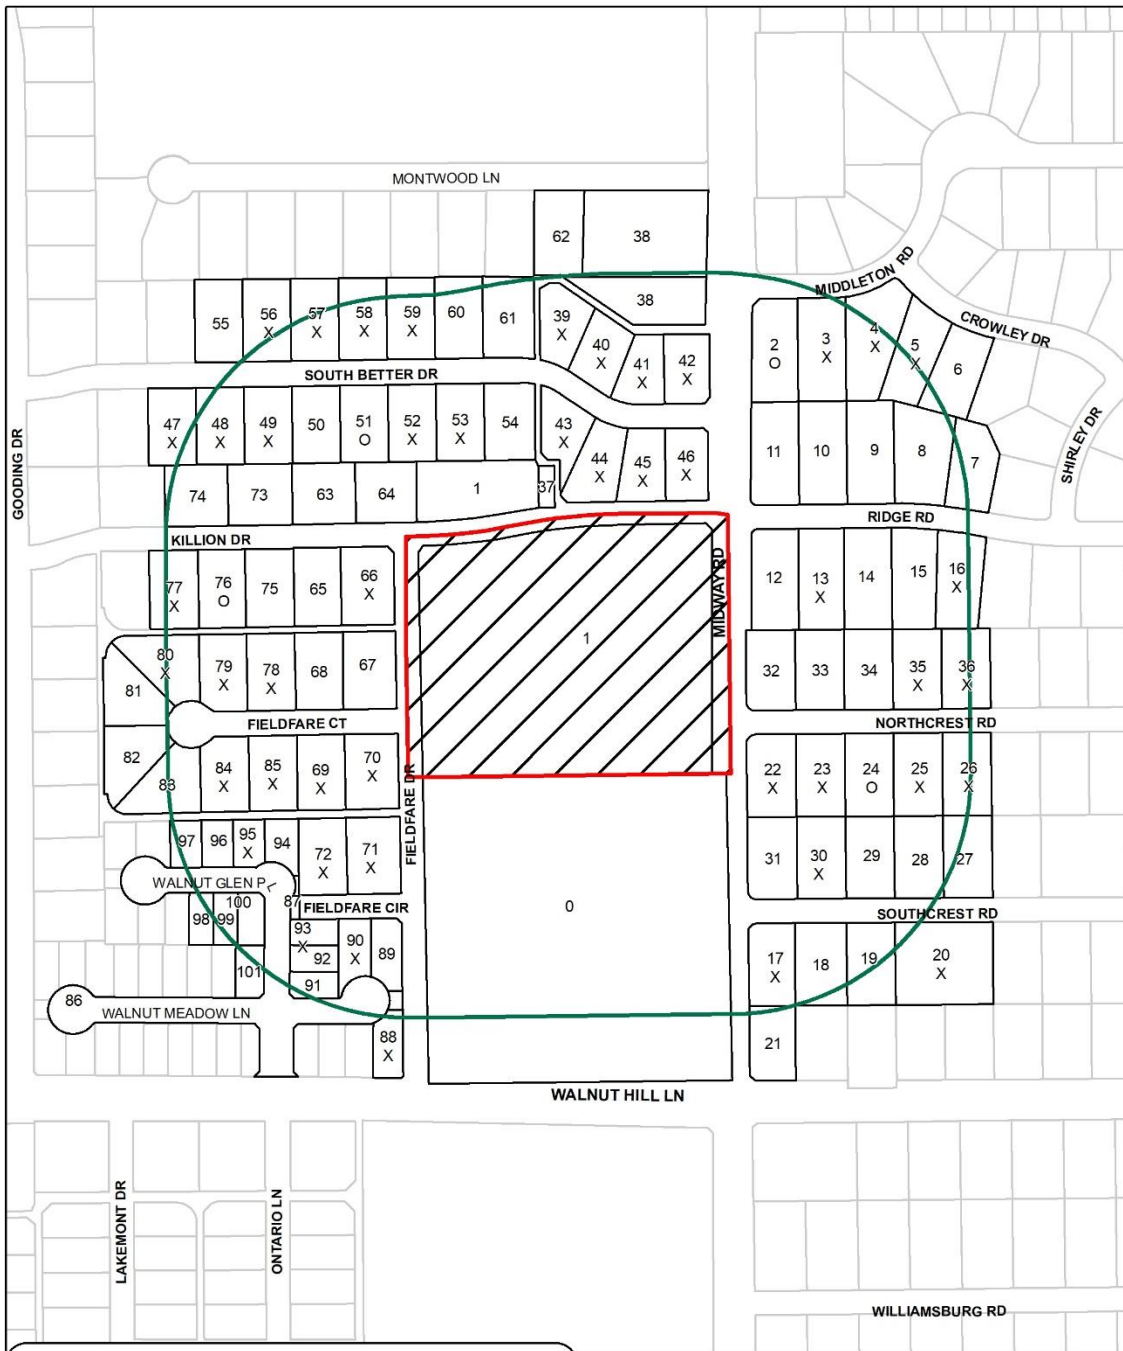 MONTWOOD LN
62
38
MIDDLETON RD
55
56
X
57
X
58
X
59
X
60
61
39
X
38
40
X
41
X
42
X
2
O
3
X
4
X
5
X
CROWLEY DR
6
SOUTH BETTER DR
47
X
48
X
49
X
50
51
O
52
X
53
X
54
43
X
44
X
45
X
46
X
11
10
9
8
7
SHIRLEY DR
GOODING DR
74
73
63
64
1
37
RIDGE RD
KILLION DR
77
X
76
O
75
65
66
X
MIDWAY RD
12
13
X
14
15
16
X
1
80
X
79
X
78
X
68
67
81
32
33
34
35
X
36
X
FIELDFARE CT
NORTHCREST RD
82
83
84
X
85
X
69
X
70
X
FIELDFARE DR
22
X
23
X
24
O
25
X
26
X
97
96
95
X
94
72
X
71
X
31
30
X
29
28
27
WALNUT GLEN PL
87
100
98
99
FIELDFARE CIR
0
SOUTHCREST RD
93
X
92
91
90
X
89
101
17
X
18
19
20
X
86
WALNUT MEADOW LN
88
X
21
WALNUT HILL LN
LAKEMONT DR
ONTARIO LN
WILLIAMSBURG RD